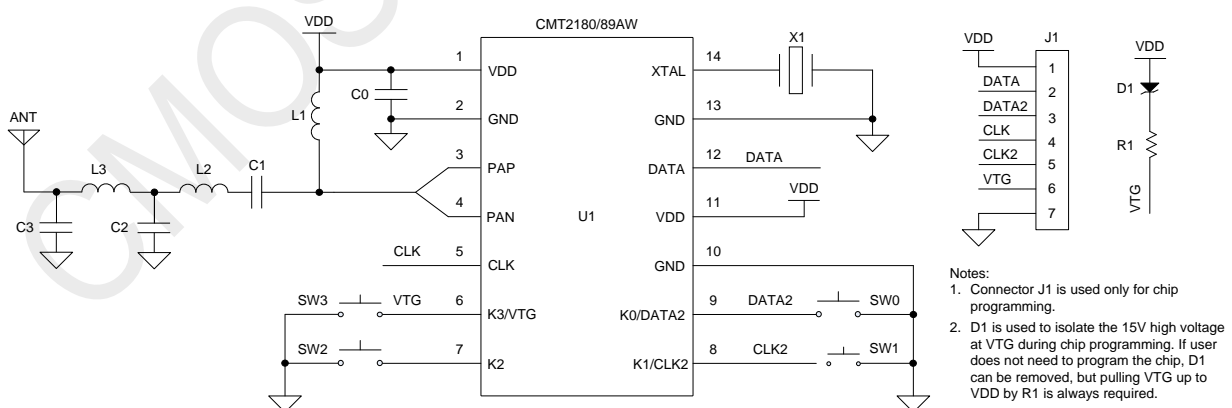 CMOS
CMT2180/89AW
VDD
1
VDD
C0
2
GND
L1
ANT
3
PAP
L3
L2
C1
4
PAN
C3
C2
U1
CLK
5
CLK
SW3
VTG
6
K3/VTG
SW2
7
K2
X1
14
XTAL
13
GND
12
DATA
DATA
VDD
11
VDD
10
GND
9
DATA2
SW0
K0/DATA2
8
CLK2
SW1
K1/CLK2
J1
VDD
1
DATA
2
DATA2
3
CLK
4
CLK2
5
VTG
6
7
VDD
D1
R1
VTG
Notes:
1. Connector J1 is used only for chip
programming.
2. D1 is used to isolate the 15V high voltage
at VTG during chip programming. If user
does not need to program the chip, D1
can be removed, but pulling VTG up to
VDD by R1 is always required.